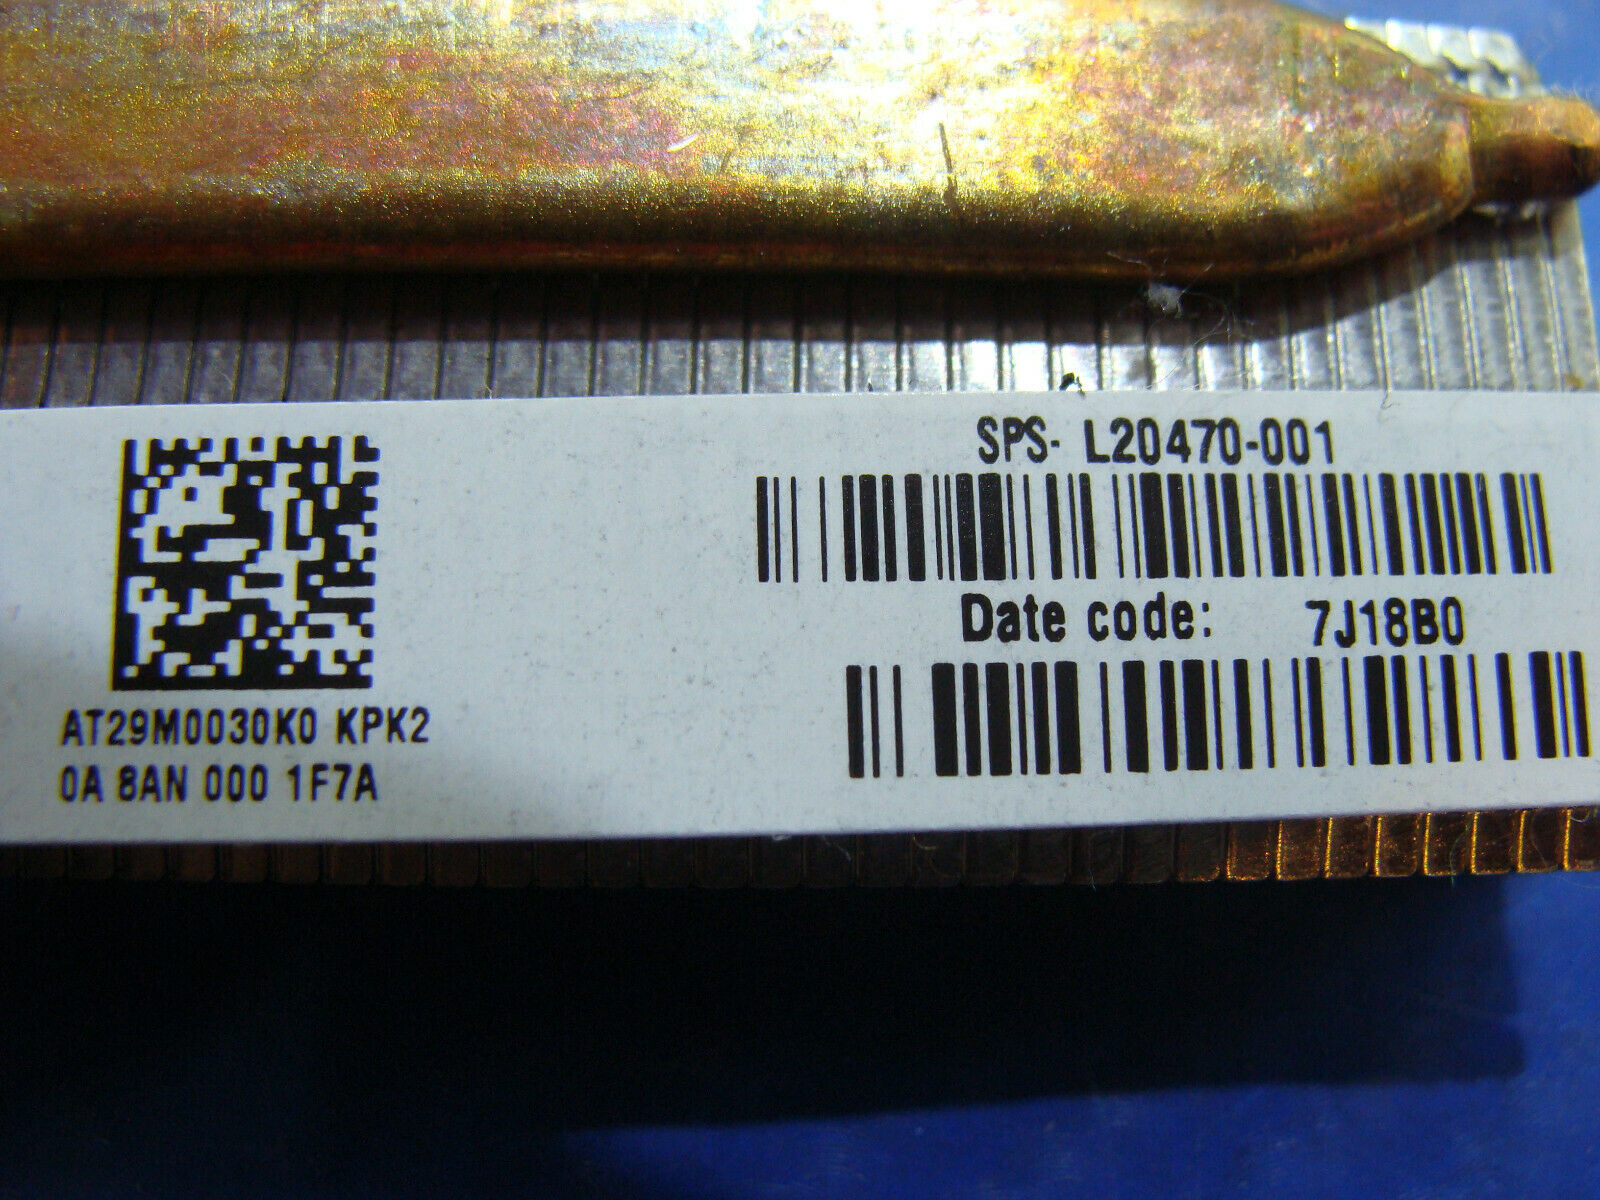 SPS- L20470-001
Date code: 7J18B0
AT29M0030K0 KPK2
0A 8AN 000 1F7A